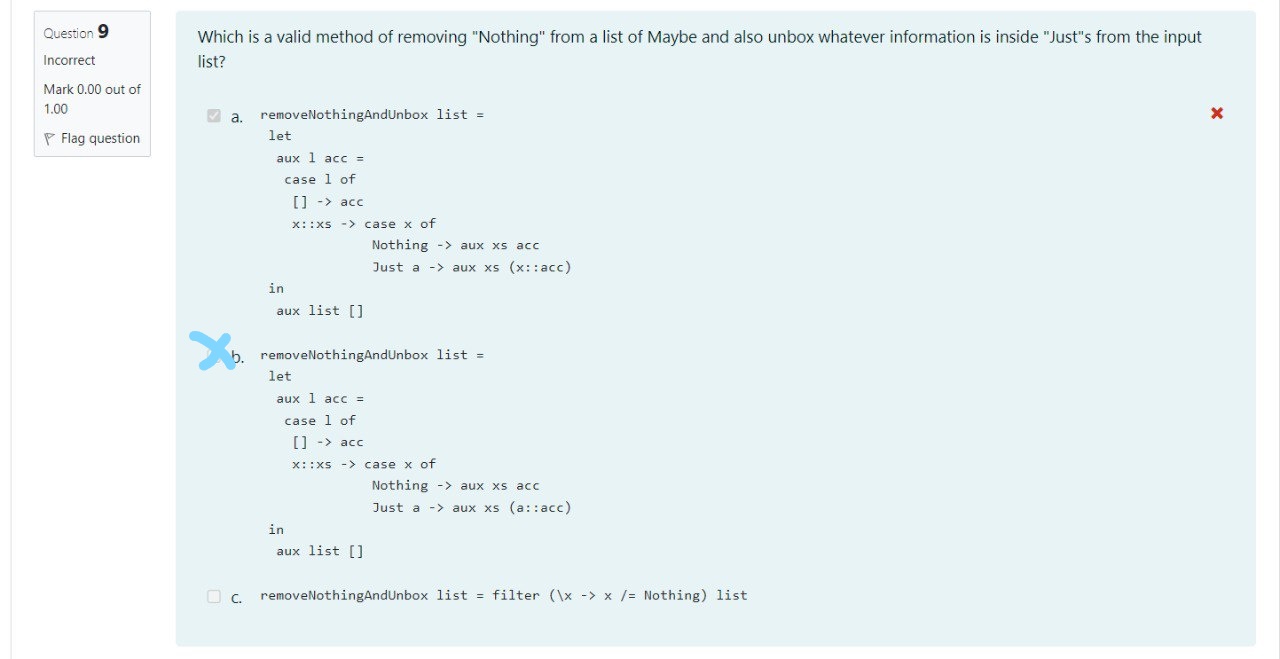 Question 9
Incorrect
Mark 0.00 out of
1.00
Flag question
Which is a valid method of removing "Nothing" from a list of Maybe and also unbox whatever information is inside "Just"s from the input
list?
a. removeNothingAndUnbox list =
let
aux l acc =
case l of
[] -> acc
x::xs -> case x of
Nothing -> aux xs acc
Just a -> aux xs (x::acc)
in
aux list []
b. removeNothingAndUnbox list =
let
aux l acc =
case l of
[] -> acc
x::xs -> case x of
Nothing -> aux xs acc
Just a -> aux xs (a::acc)
in
aux list []
c. removeNothingAndUnbox list = filter (\x -> x /= Nothing) list